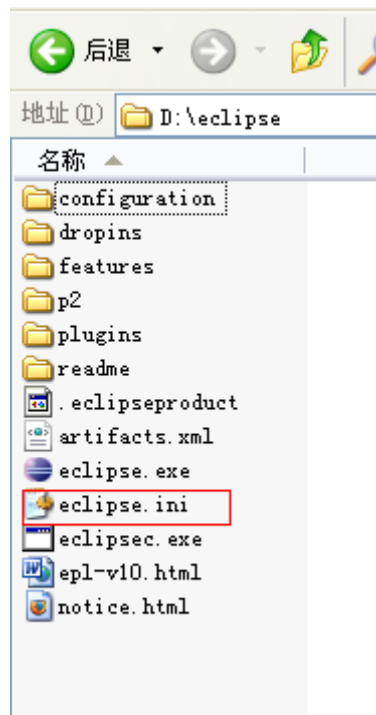 后退
地址(D) D:\eclipse
名称
configuration
dropins
features
p2
plugins
readme
.eclipseproduct
artifacts.xml
eclipse.exe
eclipse.ini
eclipsec.exe
epl-v10.html
notice.html